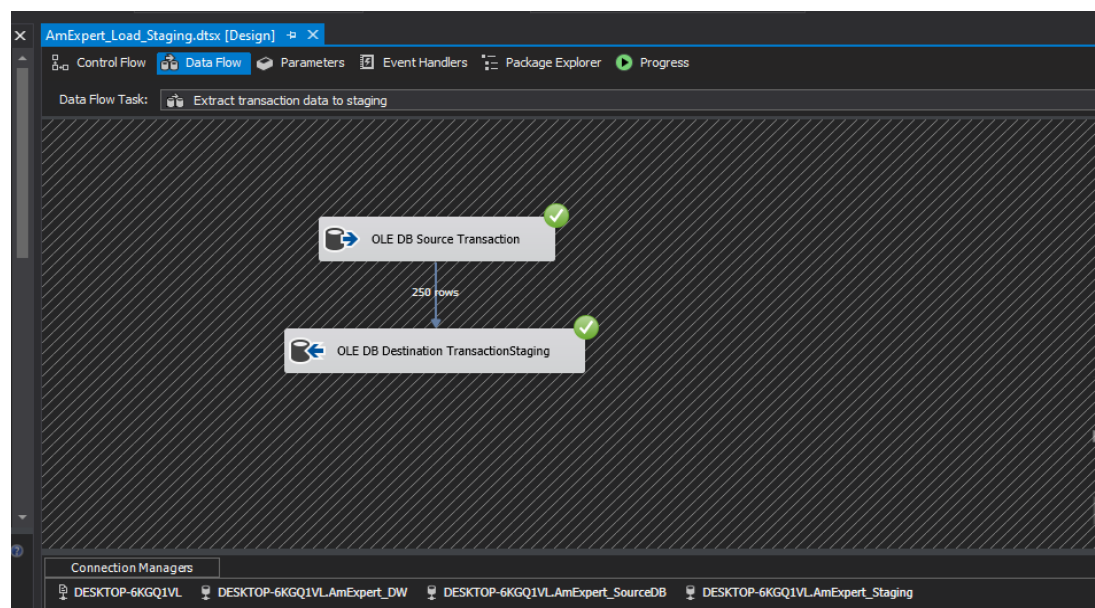 AmExpert_Load_Staging.dtsx [Design]
Control Flow Data Flow Parameters Event Handlers Package Explorer Progress
Data Flow Task: Extract transaction data to staging
OLE DB Source Transaction
250 rows
OLE DB Destination TransactionStaging
Connection Managers
DESKTOP-6KGQ1VL DESKTOP-6KGQ1VL.AmExpert_DW DESKTOP-6KGQ1VL.AmExpert_SourceDB DESKTOP-6KGQ1VL.AmExpert_Staging